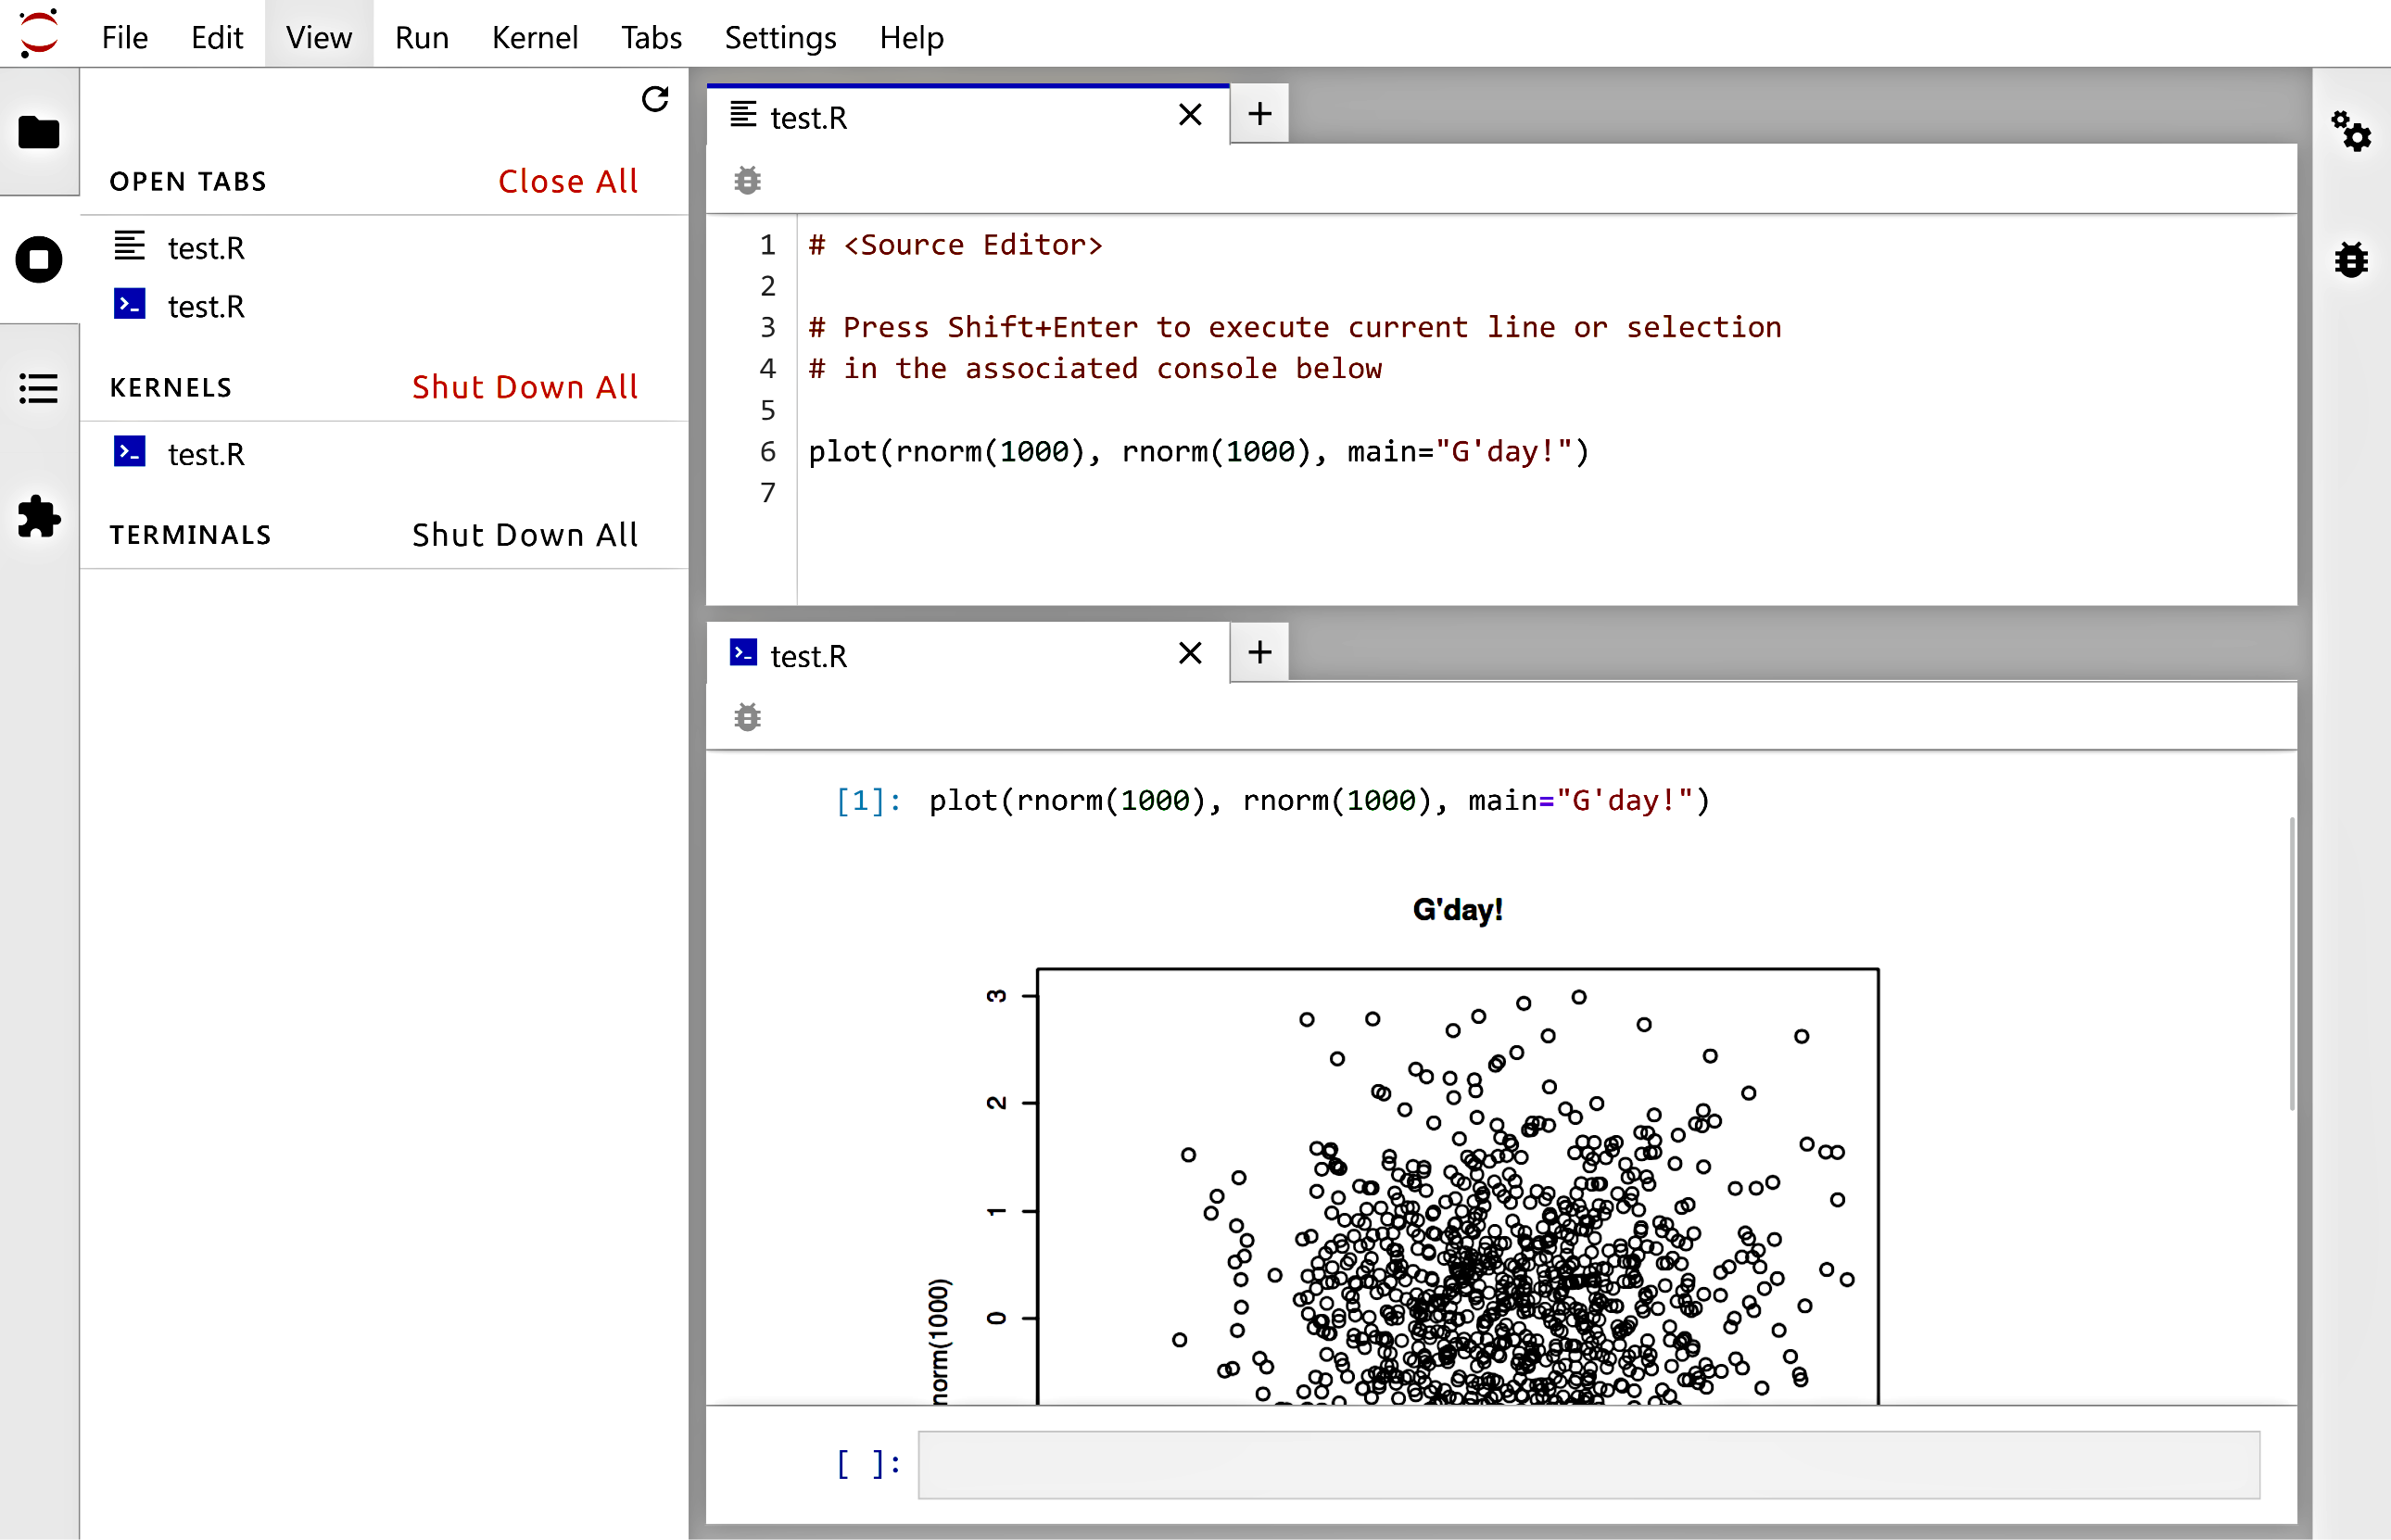 File Edit View Run Kernel Tabs Settings Help
OPEN TABS Close All
test.R
test.R
KERNELS Shut Down All
test.R
TERMINALS Shut Down All
test.R
1 # <Source Editor>
2
3 # Press Shift+Enter to execute current line or selection
4 # in the associated console below
5
6 plot(rnorm(1000), rnorm(1000), main="G'day!")
7
test.R
[1]: plot(rnorm(1000), rnorm(1000), main="G'day!")
G'day!
3
2
1
0
norm(1000)
[ ]: